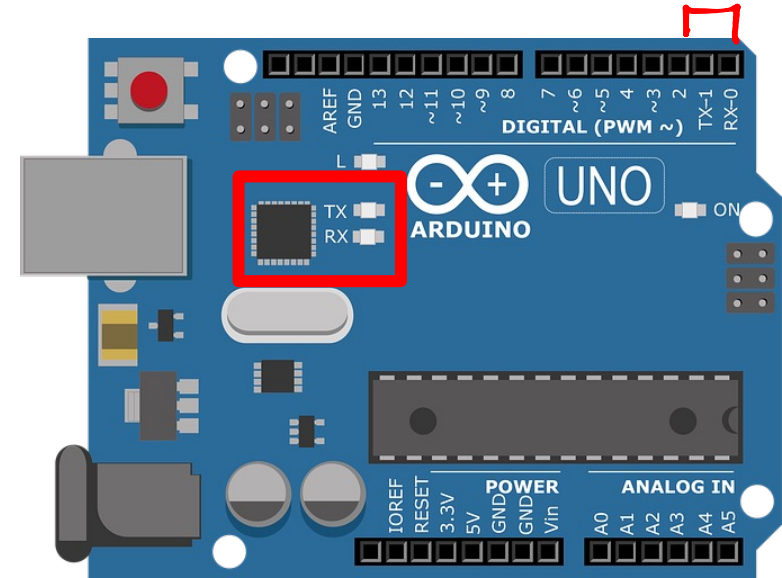 AREF
GND
13
12
~11
~10
~9
8
7
~6
~5
4
~3
2
TX-1
RX-0
DIGITAL (PWM ~)
L
TX
RX
- +
ARDUINO
UNO
ON
POWER
ANALOG IN
IOREF
RESET
3.3V
5V
GND
GND
Vin
A0
A1
A2
A3
A4
A5